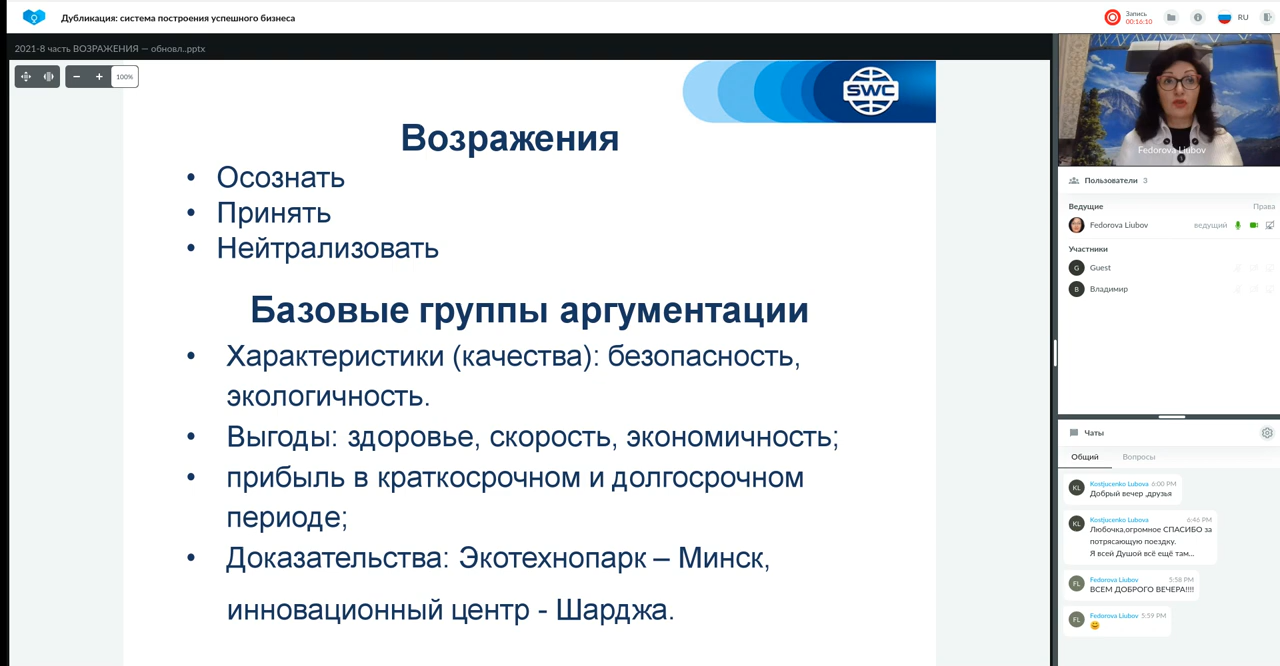 Дубликация: система построения успешного бизнеса
Запись
00:16:10
RU
2021-8 часть ВОЗРАЖЕНИЯ — обновл..pptx
100%
SWC
Возражения
• Осознать
• Принять
• Нейтрализовать
Базовые группы аргументации
• Характеристики (качества): безопасность,
экологичность.
• Выгоды: здоровье, скорость, экономичность;
• прибыль в краткосрочном и долгосрочном
периоде;
• Доказательства: Экотехнопарк – Минск,
инновационный центр - Шарджа.
Fedorova Liubov
Пользователи 3
Ведущие Права
Fedorova Liubov ведущий
Участники
G Guest
В Владимир
Чаты
Общий Вопросы
KL Kostjucenko Lubova 6:00 PM
Добрый вечер ,друзья
KL Kostjucenko Lubova 6:46 PM
Любочка,огромное СПАСИБО за
потрясающую поездку.
Я всей Душой всё ещё там...
FL Fedorova Liubov 5:58 PM
ВСЕМ ДОБРОГО ВЕЧЕРА!!!!
FL Fedorova Liubov 5:59 PM